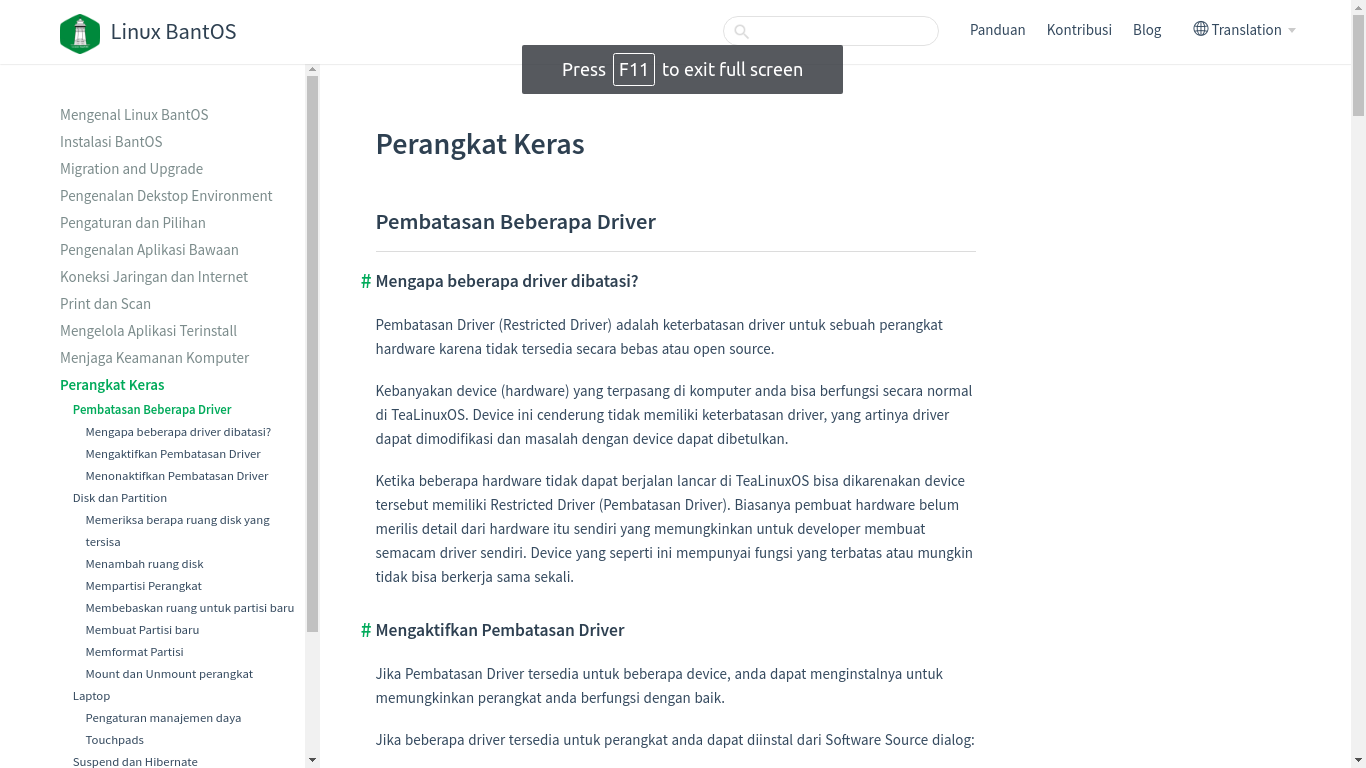 Linux BantOS
Panduan
Kontribusi
Blog
Translation
Press F11 to exit full screen
Mengenal Linux BantOS
Instalasi BantOS
Migration and Upgrade
Pengenalan Dekstop Environment
Pengaturan dan Pilihan
Pengenalan Aplikasi Bawaan
Koneksi Jaringan dan Internet
Print dan Scan
Mengelola Aplikasi Terinstall
Menjaga Keamanan Komputer
Perangkat Keras
Pembatasan Beberapa Driver
Mengapa beberapa driver dibatasi?
Mengaktifkan Pembatasan Driver
Menonaktifkan Pembatasan Driver
Disk dan Partition
Memeriksa berapa ruang disk yang
tersisa
Menambah ruang disk
Mempartisi Perangkat
Membebaskan ruang untuk partisi baru
Membuat Partisi baru
Memformat Partisi
Mount dan Unmount perangkat
Laptop
Pengaturan manajemen daya
Touchpads
Suspend dan Hibernate
Perangkat Keras
Pembatasan Beberapa Driver
# Mengapa beberapa driver dibatasi?
Pembatasan Driver (Restricted Driver) adalah keterbatasan driver untuk sebuah perangkat
hardware karena tidak tersedia secara bebas atau open source.
Kebanyakan device (hardware) yang terpasang di komputer anda bisa berfungsi secara normal
di TeaLinuxOS. Device ini cenderung tidak memiliki keterbatasan driver, yang artinya driver
dapat dimodifikasi dan masalah dengan device dapat dibetulkan.
Ketika beberapa hardware tidak dapat berjalan lancar di TeaLinuxOS bisa dikarenakan device
tersebut memiliki Restricted Driver (Pembatasan Driver). Biasanya pembuat hardware belum
merilis detail dari hardware itu sendiri yang memungkinkan untuk developer membuat
semacam driver sendiri. Device yang seperti ini mempunyai fungsi yang terbatas atau mungkin
tidak bisa berkerja sama sekali.
# Mengaktifkan Pembatasan Driver
Jika Pembatasan Driver tersedia untuk beberapa device, anda dapat menginstalnya untuk
memungkinkan perangkat anda berfungsi dengan baik.
Jika beberapa driver tersedia untuk perangkat anda dapat diinstal dari Software Source dialog: